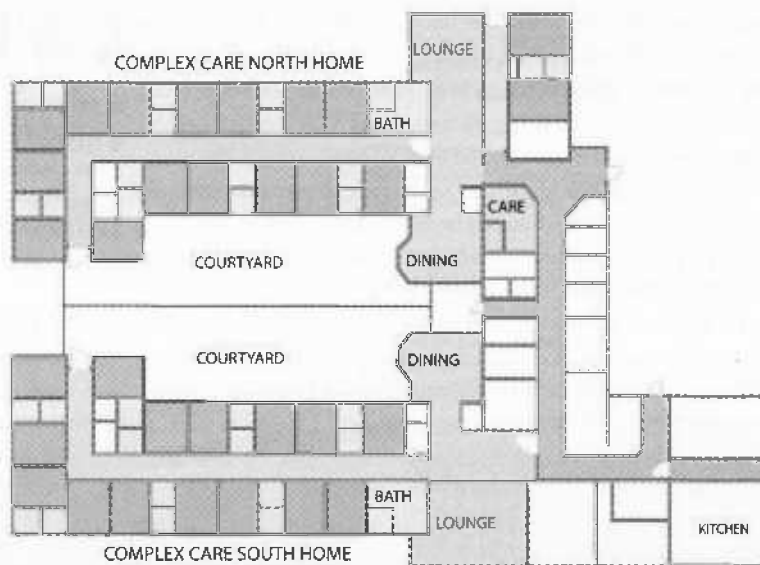 LOUNGE
COMPLEX CARE NORTH HOME
BATH
CARE
COURTYARD
DINING
COURTYARD
DINING
BATH
LOUNGE
KITCHEN
COMPLEX CARE SOUTH HOME